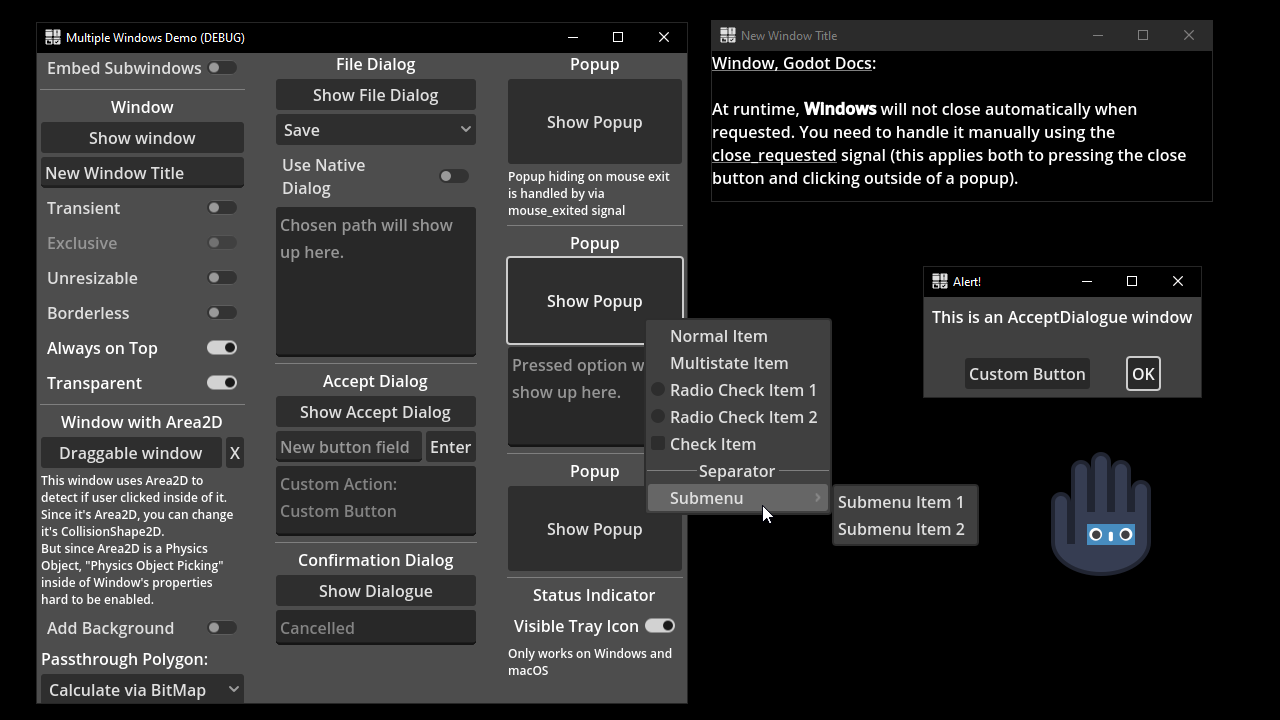 Multiple Windows Demo (DEBUG)
Embed Subwindows
Window
Show window
New Window Title
Transient
Exclusive
Unresizable
Borderless
Always on Top
Transparent
Window with Area2D
Draggable window
X
This window uses Area2D to
detect if user clicked inside of it.
Since it's Area2D, you can change
it's CollisionShape2D.
But since Area2D is a Physics
Object, "Physics Object Picking"
inside of Window's properties
hard to be enabled.
Add Background
Passthrough Polygon:
Calculate via BitMap
File Dialog
Show File Dialog
Save
Use Native
Dialog
Chosen path will show
up here.
Accept Dialog
Show Accept Dialog
New button field
Enter
Custom Action:
Custom Button
Confirmation Dialog
Show Dialogue
Cancelled
Popup
Show Popup
Popup hiding on mouse exit
is handled by via
mouse_exited signal
Popup
Show Popup
Pressed option w
show up here.
Popup
Show Popup
Status Indicator
Visible Tray Icon
Only works on Windows and
macOS
Normal Item
Multistate Item
Radio Check Item 1
Radio Check Item 2
Check Item
Separator
Submenu
Submenu Item 1
Submenu Item 2
New Window Title
Window, Godot Docs:
At runtime, Windows will not close automatically when
requested. You need to handle it manually using the
close_requested signal (this applies both to pressing the close
button and clicking outside of a popup).
Alert!
This is an AcceptDialogue window
Custom Button
OK